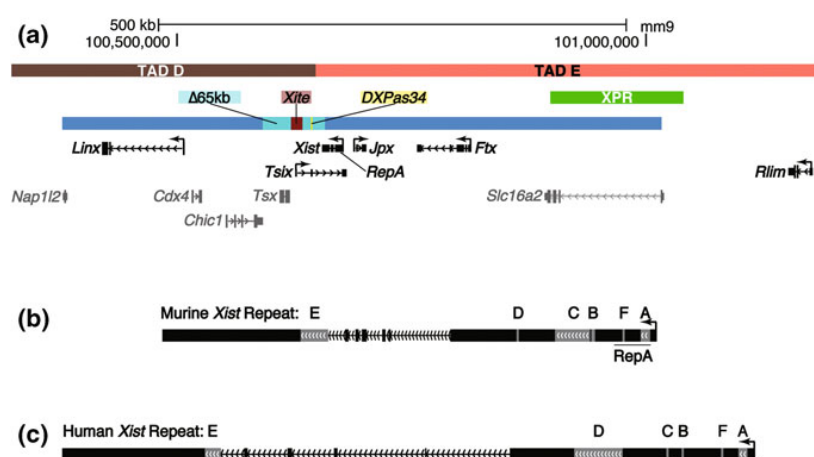 (a)
500 kb
mm9
100,500,000
101,000,000
TAD D
TAD E
Δ65kb
Xite
DXPas34
XPR
Linx
Xist
Jpx
Ftx
Tsix
RepA
Rlim
Nap1l2
Cdx4
Tsx
Slc16a2
Chic1
(b)
Murine Xist Repeat: E D C B F A
RepA
(c)
Human Xist Repeat: E D C B F A